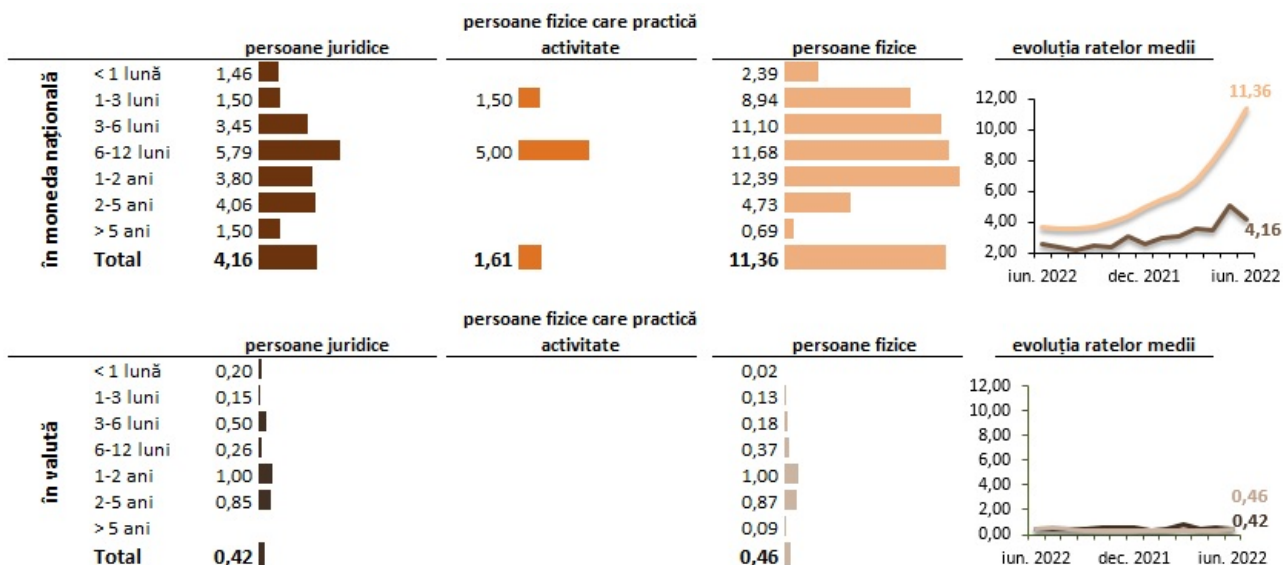 persoane fizice care practică
persoane juridice activitate persoane fizice evoluția ratelor medii
în moneda națională
< 1 lună 1,46 2,39
1-3 luni 1,50 1,50 8,94
3-6 luni 3,45 11,10
6-12 luni 5,79 5,00 11,68
1-2 ani 3,80 12,39
2-5 ani 4,06 4,73
> 5 ani 1,50 0,69
Total 4,16 1,61 11,36
11,36
12,00
10,00
8,00
6,00
4,00
4,16
2,00
iun. 2022 dec. 2021 iun. 2022
persoane fizice care practică
persoane juridice activitate persoane fizice evoluția ratelor medii
în valută
< 1 lună 0,20 0,02
1-3 luni 0,15 0,13
3-6 luni 0,50 0,18
6-12 luni 0,26 0,37
1-2 ani 1,00 1,00
2-5 ani 0,85 0,87
> 5 ani 0,09
Total 0,42 0,46
12,00
10,00
8,00
6,00
4,00
0,46
2,00
0,42
0,00
iun. 2022 dec. 2021 iun. 2022